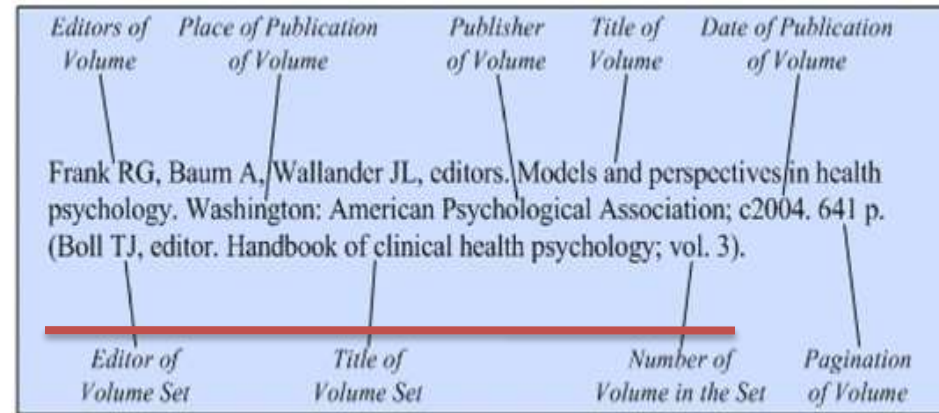 Editors of Place of Publication Publisher Title of Date of Publication
Volume of Volume of Volume Volume of Volume
Frank RG, Baum A, Wallander JL, editors. Models and perspectives in health
psychology. Washington: American Psychological Association; c2004. 641 p.
(Boll TJ, editor. Handbook of clinical health psychology; vol. 3).
Editor of Title of Number of Pagination
Volume Set Volume Set Volume in the Set of Volume